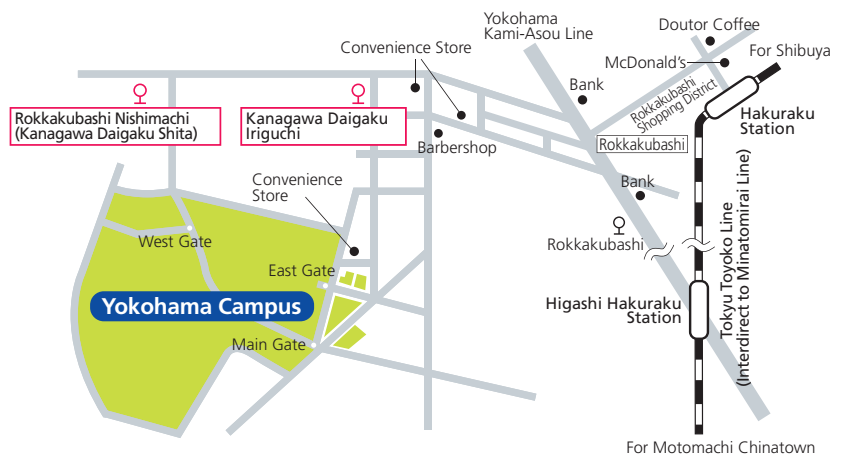 Yokohama
Kami-Asou Line
Doutor Coffee
Convenience Store
McDonald's
For Shibuya
Bank
Rokkakubashi
Shopping District
Hakuraku
Station
Rokkakubashi Nishimachi
(Kanagawa Daigaku Shita)
Kanagawa Daigaku
Iriguchi
Barbershop
Rokkakubashi
Convenience
Store
Bank
West Gate
Rokkakubashi
East Gate
Yokohama Campus
Higashi Hakuraku
Station
Tokyu Toyoko Line
(Interdirect to Minatomirai Line)
Main Gate
For Motomachi Chinatown